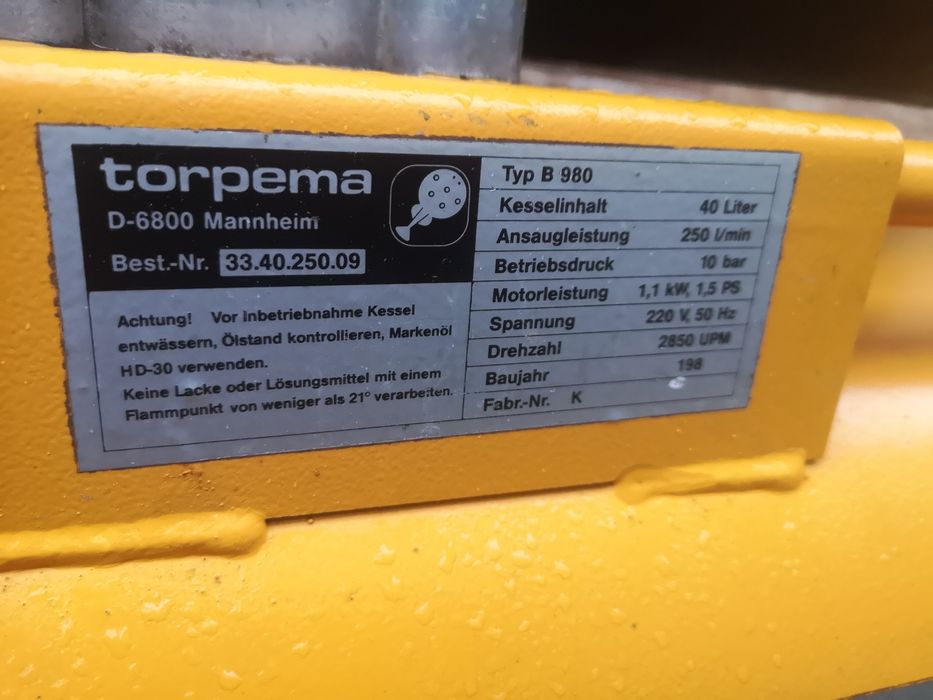 torpema
D-6800 Mannheim
Best.-Nr. 33.40.250.09
Achtung! Vor Inbetriebnahme Kessel
entwässern, Ölstand kontrollieren, Markenöl
HD-30 verwenden.
Keine Lacke oder Lösungsmittel mit einem
Flammpunkt von weniger als 21° verarbeiten.
Typ B 980
Kesselinhalt 40 Liter
Ansaugleistung 250 l/min
Betriebsdruck 10 bar
Motorleistung 1,1 kW, 1,5 PS
Spannung 220 V, 50 Hz
Drehzahl 2850 UPM
Baujahr 198
Fabr.-Nr. K